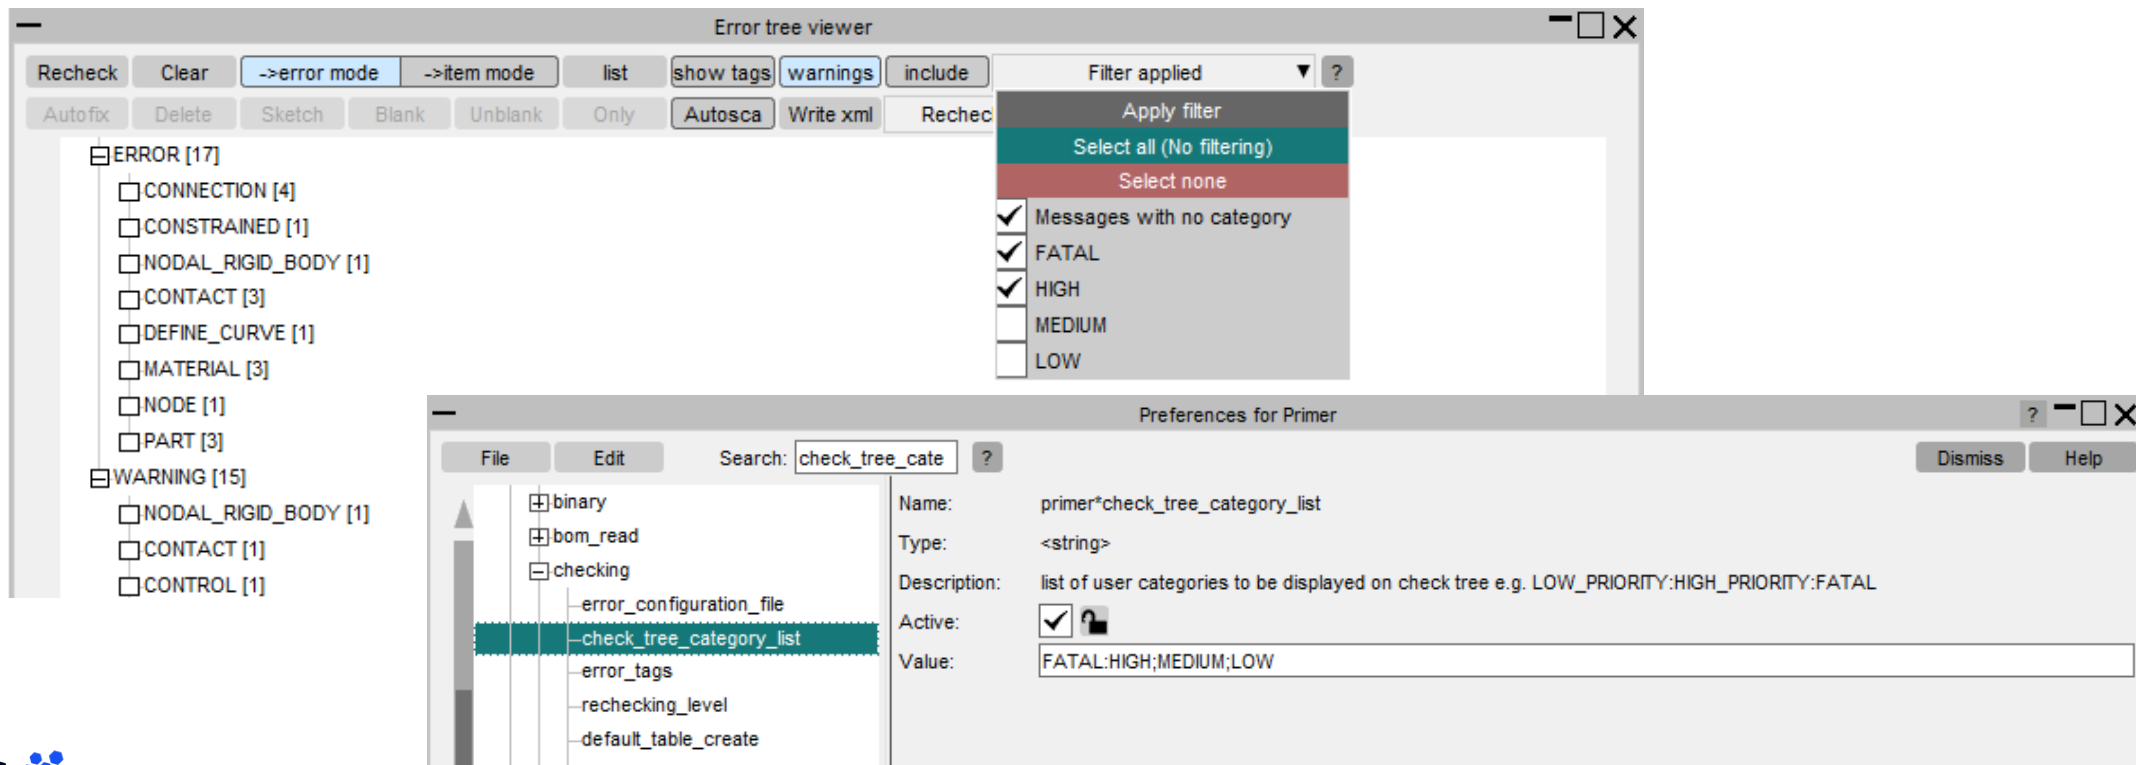 Error tree viewer
Recheck Clear ->error mode ->item mode list show tags warnings include Filter applied ?
Autofix Delete Sketch Blank Unblank Only Autosca Write xml Rechec
Apply filter
Select all (No filtering)
Select none
Messages with no category
FATAL
HIGH
MEDIUM
LOW
ERROR [17]
CONNECTION [4]
CONSTRAINED [1]
NODAL_RIGID_BODY [1]
CONTACT [3]
DEFINE_CURVE [1]
MATERIAL [3]
NODE [1]
PART [3]
WARNING [15]
NODAL_RIGID_BODY [1]
CONTACT [1]
CONTROL [1]
Preferences for Primer ?
File Edit Search: check_tree_cate ? Dismiss Help
binary
bom_read
checking
error_configuration_file
check_tree_category_list
error_tags
rechecking_level
default_table_create
Name: primer*check_tree_category_list
Type: <string>
Description: list of user categories to be displayed on check tree e.g. LOW_PRIORITY:HIGH_PRIORITY:FATAL
Active:
Value: FATAL:HIGH;MEDIUM;LOW